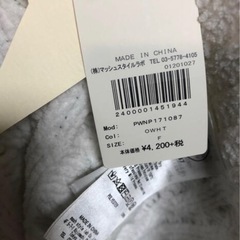 MADE IN CHINA
(株)マッシュスタイルラボ TEL 03-5778-4105
01201027
2400001451944
Mod: PWNP171087
Col: OWHT
SIZE: F
本体価格 ¥4,200+税